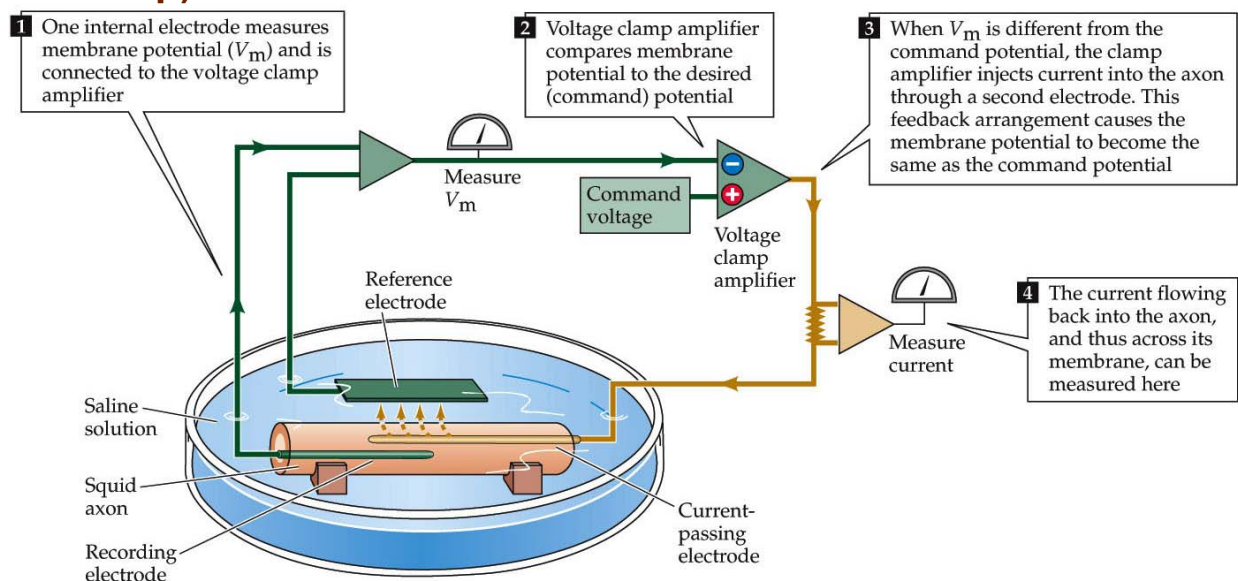 1 One internal electrode measures
membrane potential (Vm) and is
connected to the voltage clamp
amplifier
2 Voltage clamp amplifier
compares membrane
potential to the desired
(command) potential
3 When Vm is different from the
command potential, the clamp
amplifier injects current into the axon
through a second electrode. This
feedback arrangement causes the
membrane potential to become the
same as the command potential
Measure
Vm
−
+
Command
voltage
Voltage
clamp
amplifier
Reference
electrode
Measure
current
4 The current flowing
back into the axon,
and thus across its
membrane, can be
measured here
Saline
solution
Squid
axon
Recording
electrode
Current-
passing
electrode